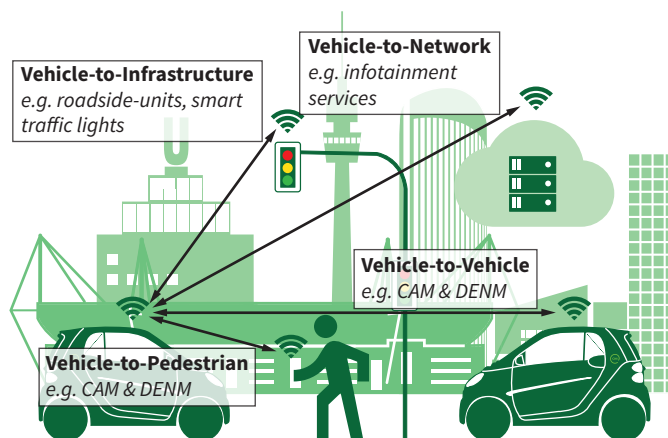 Vehicle-to-Network
e.g. infotainment
services
Vehicle-to-Infrastructure
e.g. roadside-units, smart
traffic lights
Vehicle-to-Vehicle
e.g. CAM & DENM
Vehicle-to-Pedestrian
e.g. CAM & DENM
U